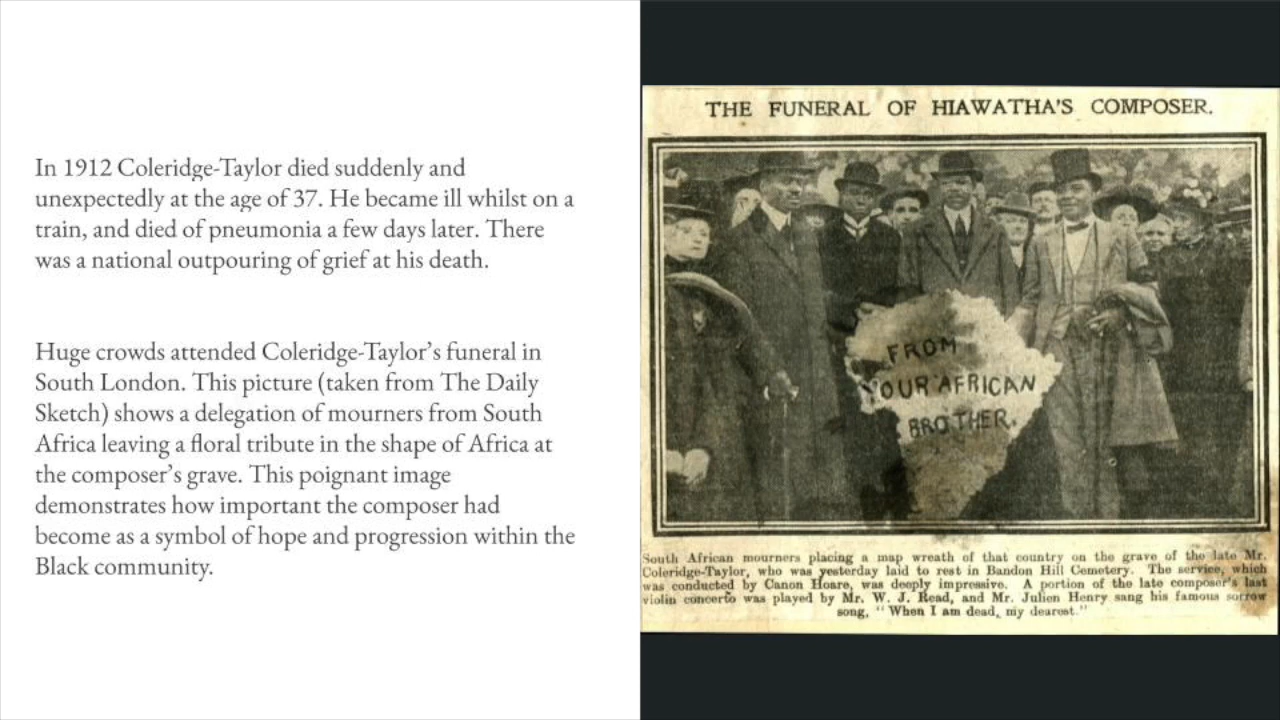 In 1912 Coleridge-Taylor died suddenly and
unexpectedly at the age of 37. He became ill whilst on a
train, and died of pneumonia a few days later. There
was a national outpouring of grief at his death.
Huge crowds attended Coleridge-Taylor’s funeral in
South London. This picture (taken from The Daily
Sketch) shows a delegation of mourners from South
Africa leaving a floral tribute in the shape of Africa at
the composer’s grave. This poignant image
demonstrates how important the composer had
become as a symbol of hope and progression within the
Black community.
THE FUNERAL OF HIAWATHA'S COMPOSER.
FROM
YOUR AFRICAN
BROTHER.
South African mourners placing a map wreath of that country on the grave of the late Mr.
Coleridge-Taylor, who was yesterday laid to rest in Bandon Hill Cemetery. The service, which
was conducted by Canon Hoare, was deeply impressive. A portion of the late composer's last
violin concerto was played by Mr. W. J. Read, and Mr. Julien Henry sang his famous sorrow
song, "When I am dead, my dearest."